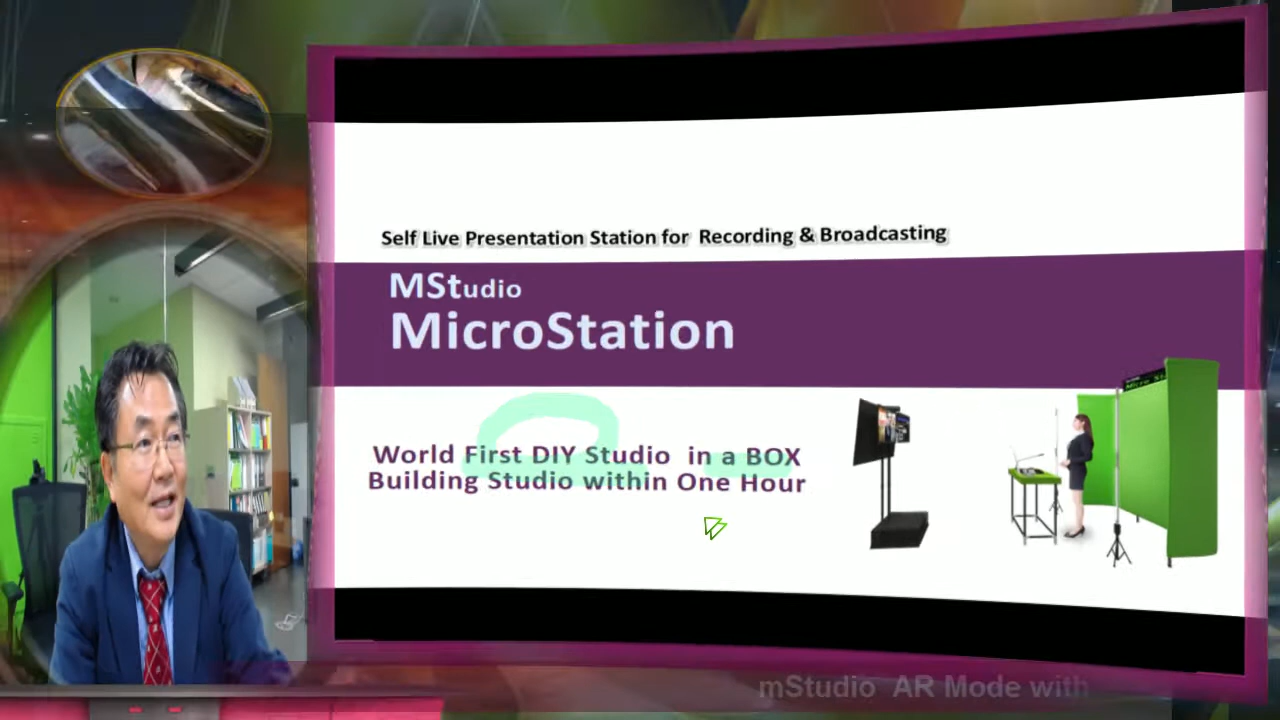 Self Live Presentation Station for Recording & Broadcasting
MStudio
MicroStation
World First DIY Studio in a BOX
Building Studio within One Hour
mStudio AR Mode with